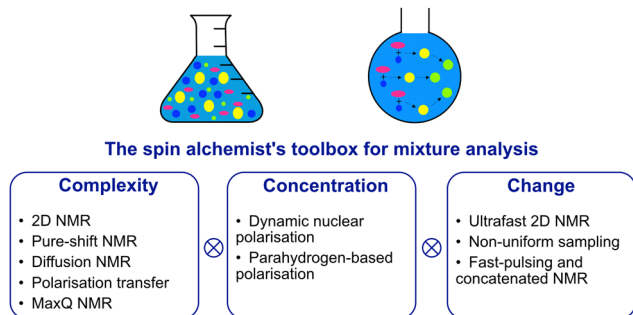 The spin alchemist's toolbox for mixture analysis
Complexity
• 2D NMR
• Pure-shift NMR
• Diffusion NMR
• Polarisation transfer
• MaxQ NMR
Concentration
• Dynamic nuclear
polarisation
• Parahydrogen-based
polarisation
Change
• Ultrafast 2D NMR
• Non-uniform sampling
• Fast-pulsing and
concatenated NMR